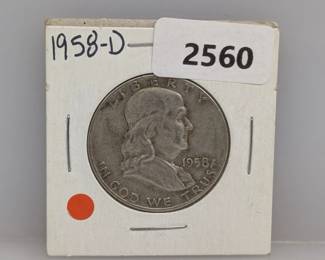 1958-D
2560
LIBERTY
1958
IN GOD WE TRUST